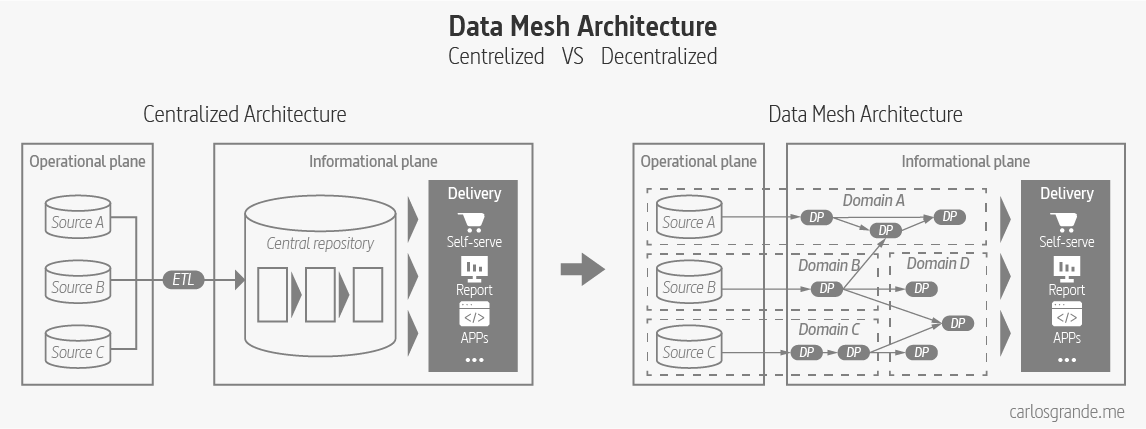 Data Mesh Architecture
Centrelized VS Decentralized
Centralized Architecture
Operational plane
Source A
Source B
Source C
ETL
Informational plane
Central repository
Delivery
Self-serve
Report
</>
APPs
...
Data Mesh Architecture
Operational plane
Source A
Source B
Source C
Informational plane
Domain A
DP
DP
DP
Domain B
DP
Domain D
DP
DP
DP
Domain C
DP
DP
Delivery
Self-serve
Report
</>
APPs
...
carlosgrande.me